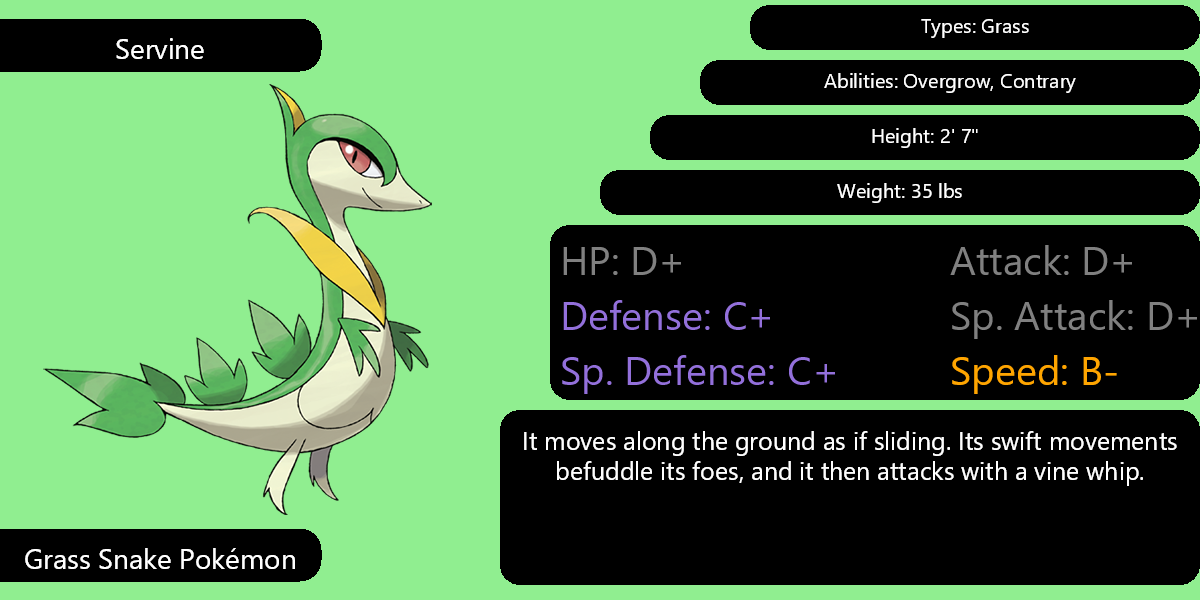 Servine
Types: Grass
Abilities: Overgrow, Contrary
Height: 2' 7"
Weight: 35 lbs
HP: D+ Attack: D+
Defense: C+ Sp. Attack: D+
Sp. Defense: C+ Speed: B-
It moves along the ground as if sliding. Its swift movements
befuddle its foes, and it then attacks with a vine whip.
Grass Snake Pokémon